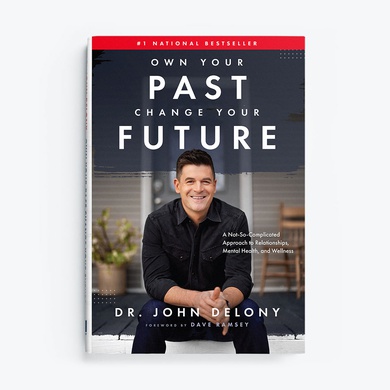 #1 NATIONAL BESTSELLER
OWN YOUR
PAST
CHANGE YOUR
FUTURE
A Not-So-Complicated
Approach to Relationships,
Mental Health, and Wellness
DR. JOHN DELONY
FOREWORD BY DAVE RAMSEY